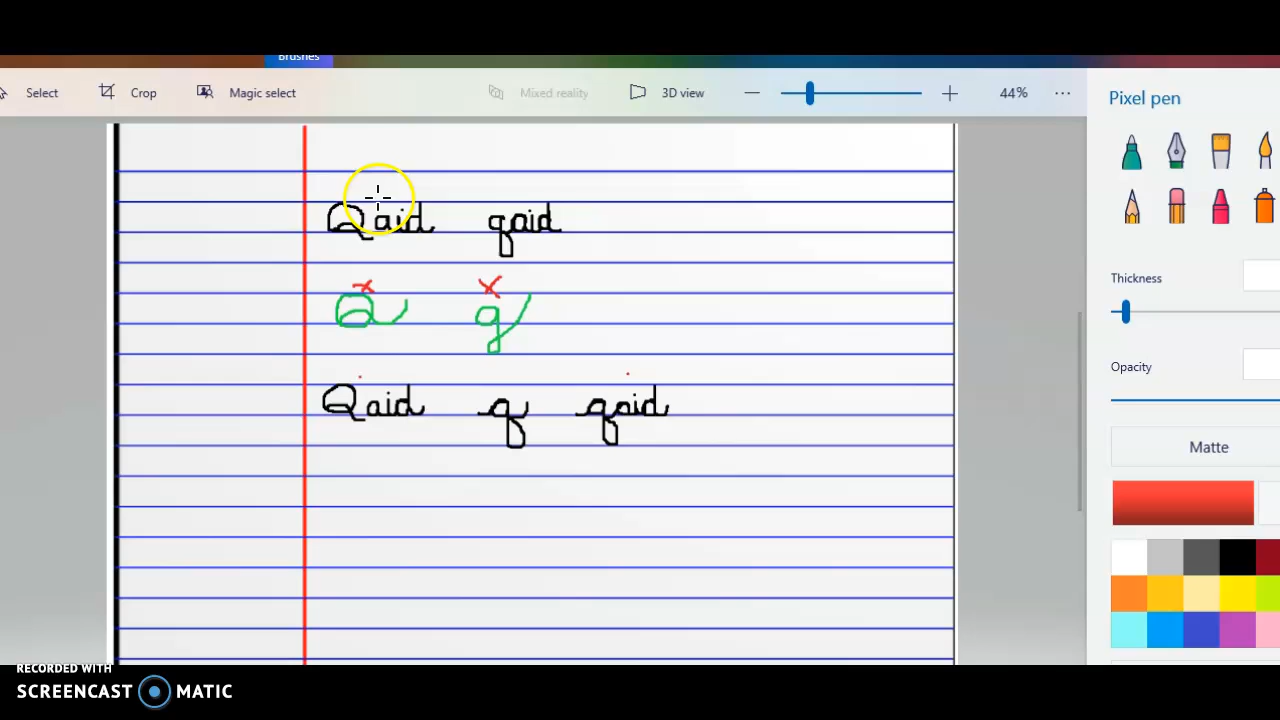 Brushes
Select Crop Magic select Mixed reality 3D view 44%
Pixel pen
Qaid qaid
Thickness
x x
Q q
Opacity
Qaid q qaid
Matte
RECORDED WITH
SCREENCAST MATIC